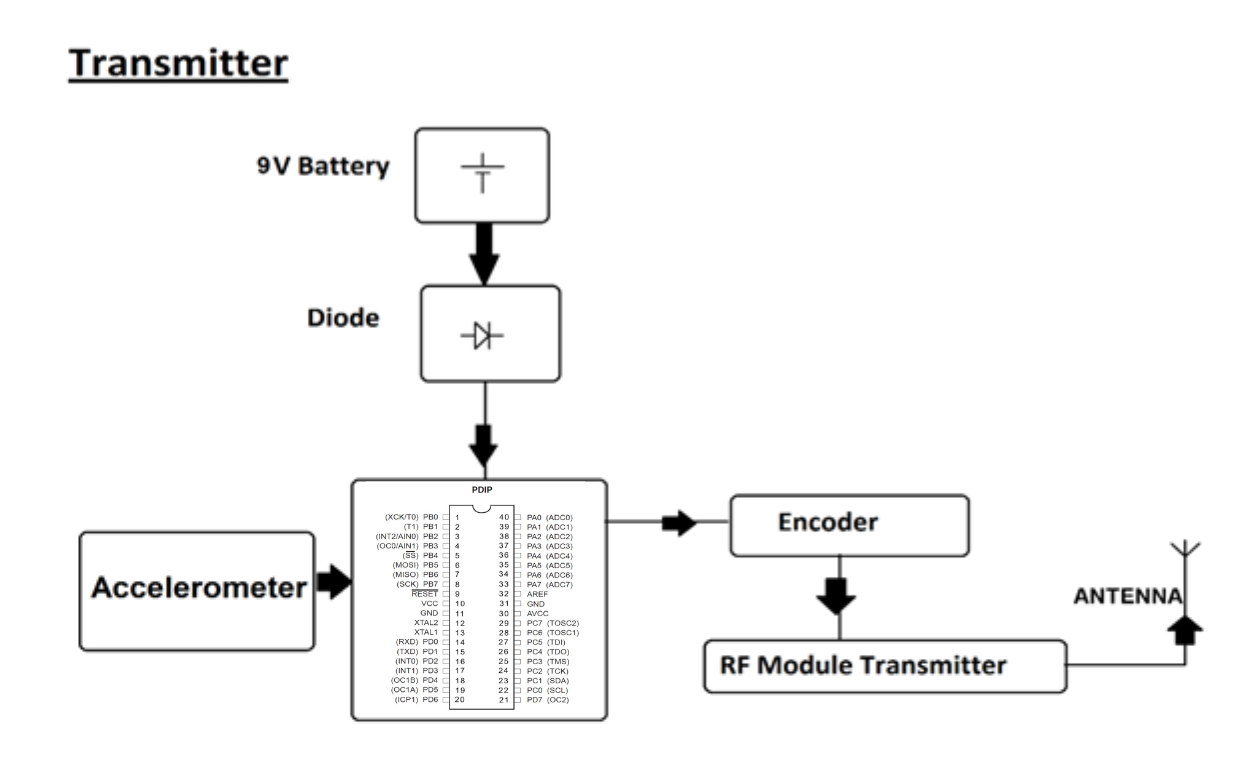 Transmitter
9V Battery
Diode
PDIP
(XCK/T0) PB0 1 40 PA0 (ADC0)
(T1) PB1 2 39 PA1 (ADC1)
(INT2/AIN0) PB2 3 38 PA2 (ADC2)
(OC0/AIN1) PB3 4 37 PA3 (ADC3)
(SS) PB4 5 36 PA4 (ADC4)
(MOSI) PB5 6 35 PA5 (ADC5)
(MISO) PB6 7 34 PA6 (ADC6)
(SCK) PB7 8 33 PA7 (ADC7)
RESET 9 32 AREF
VCC 10 31 GND
GND 11 30 AVCC
XTAL2 12 29 PC7 (TOSC2)
XTAL1 13 28 PC6 (TOSC1)
(RXD) PD0 14 27 PC5 (TDI)
(TXD) PD1 15 26 PC4 (TDO)
(INT0) PD2 16 25 PC3 (TMS)
(INT1) PD3 17 24 PC2 (TCK)
(OC1B) PD4 18 23 PC1 (SDA)
(OC1A) PD5 19 22 PC0 (SCL)
(ICP1) PD6 20 21 PD7 (OC2)
Accelerometer
Encoder
RF Module Transmitter
ANTENNA